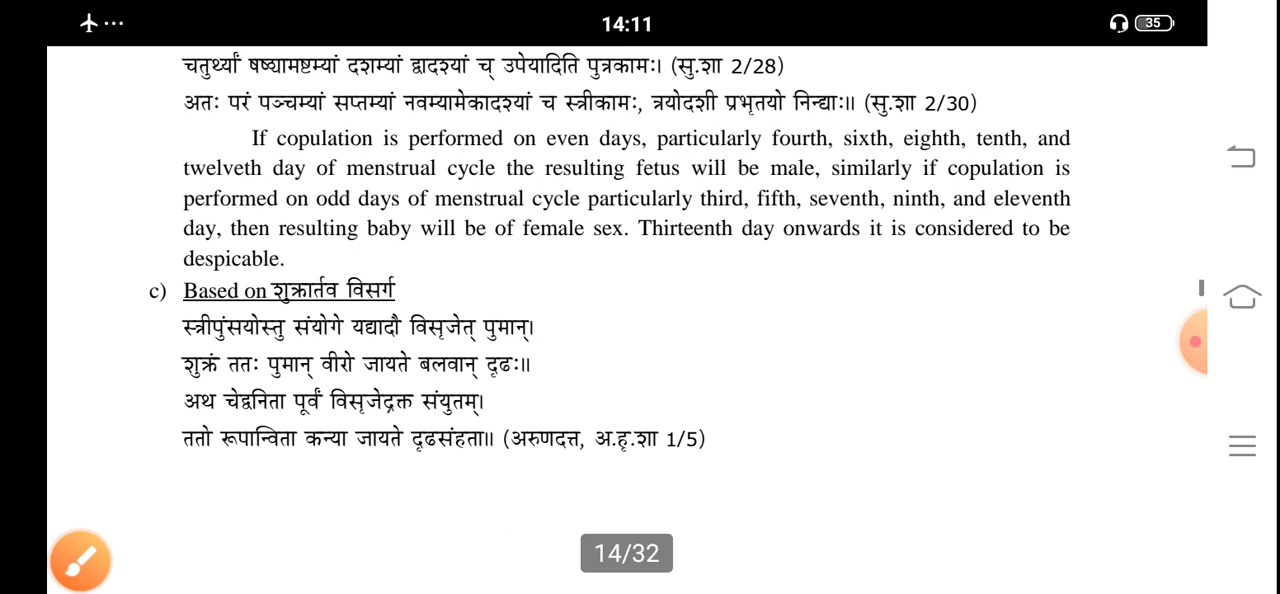 14:11
35
चतुर्थ्यां षष्ठ्यामष्टम्यां दशम्यां द्वादश्यां च् उपेयादिति पुत्रकामः। (सु.शा 2/28)
अतः परं पञ्चम्यां सप्तम्यां नवम्यामेकादश्यां च स्त्रीकामः, त्रयोदशी प्रभृतयो निन्द्याः॥ (सु.शा 2/30)
If copulation is performed on even days, particularly fourth, sixth, eighth, tenth, and
twelveth day of menstrual cycle the resulting fetus will be male, similarly if copulation is
performed on odd days of menstrual cycle particularly third, fifth, seventh, ninth, and eleventh
day, then resulting baby will be of female sex. Thirteenth day onwards it is considered to be
despicable.
c) Based on शुक्रार्तव विसर्ग
स्त्रीपुंसयोस्तु संयोगे यद्यादौ विसृजेत् पुमान्।
शुक्रं ततः पुमान् वीरो जायते बलवान् दृढः॥
अथ चेद्वनिता पूर्वं विसृजेद्रक्त संयुतम्।
ततो रूपान्विता कन्या जायते दृढसंहता॥ (अरुणदत्त, अ.हृ.शा 1/5)
14/32